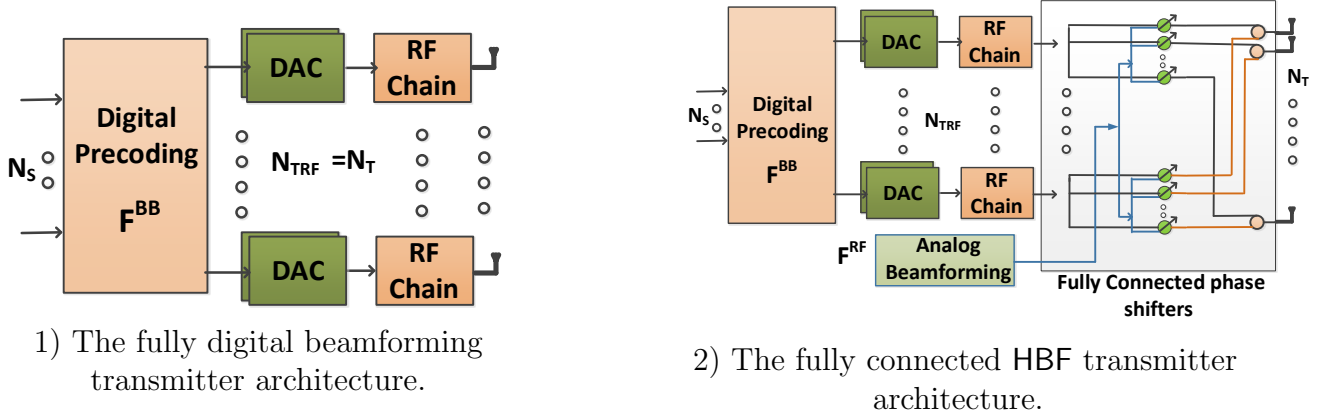 DAC
RF
Chain
Digital
Precoding
F^BB
N_S
N_TRF =N_T
DAC
RF
Chain
1) The fully digital beamforming
transmitter architecture.
DAC
RF
Chain
N_S
Digital
Precoding
F^BB
N_TRF
N_T
DAC
RF
Chain
F^RF
Analog
Beamforming
Fully Connected phase
shifters
2) The fully connected HBF transmitter
architecture.